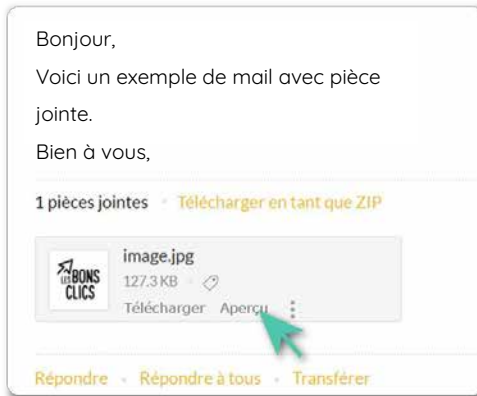 Bonjour,
Voici un exemple de mail avec pièce
jointe.
Bien à vous,
1 pièces jointes Télécharger en tant que ZIP
image.jpg
LES BONS
CLICS
127.3 KB
Télécharger Aperçu
Répondre Répondre à tous Transférer